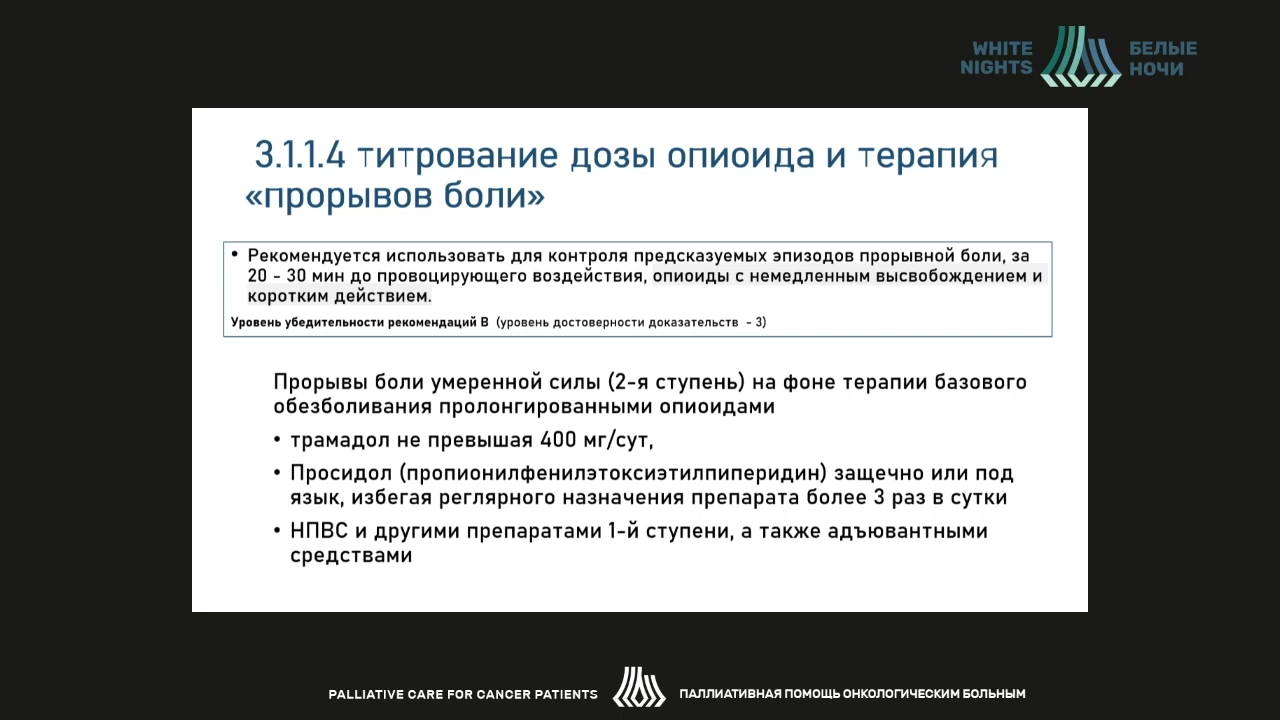 WHITE
NIGHTS
БЕЛЫЕ
НОЧИ
3.1.1.4 титрование дозы опиоида и терапия
«прорывов боли»
• Рекомендуется использовать для контроля предсказуемых эпизодов прорывной боли, за
20 - 30 мин до провоцирующего воздействия, опиоиды с немедленным высвобождением и
коротким действием.
Уровень убедительности рекомендаций В (уровень достоверности доказательств - 3)
Прорывы боли умеренной силы (2-я ступень) на фоне терапии базового
обезболивания пролонгированными опиоидами
• трамадол не превышая 400 мг/сут,
• Просидол (пропионилфенилэтоксиэтилпиперидин) защечно или под
язык, избегая реглярного назначения препарата более 3 раз в сутки
• НПВС и другими препаратами 1-й ступени, а также адъювантными
средствами
PALLIATIVE CARE FOR CANCER PATIENTS
ПАЛЛИАТИВНАЯ ПОМОЩЬ ОНКОЛОГИЧЕСКИМ БОЛЬНЫМ